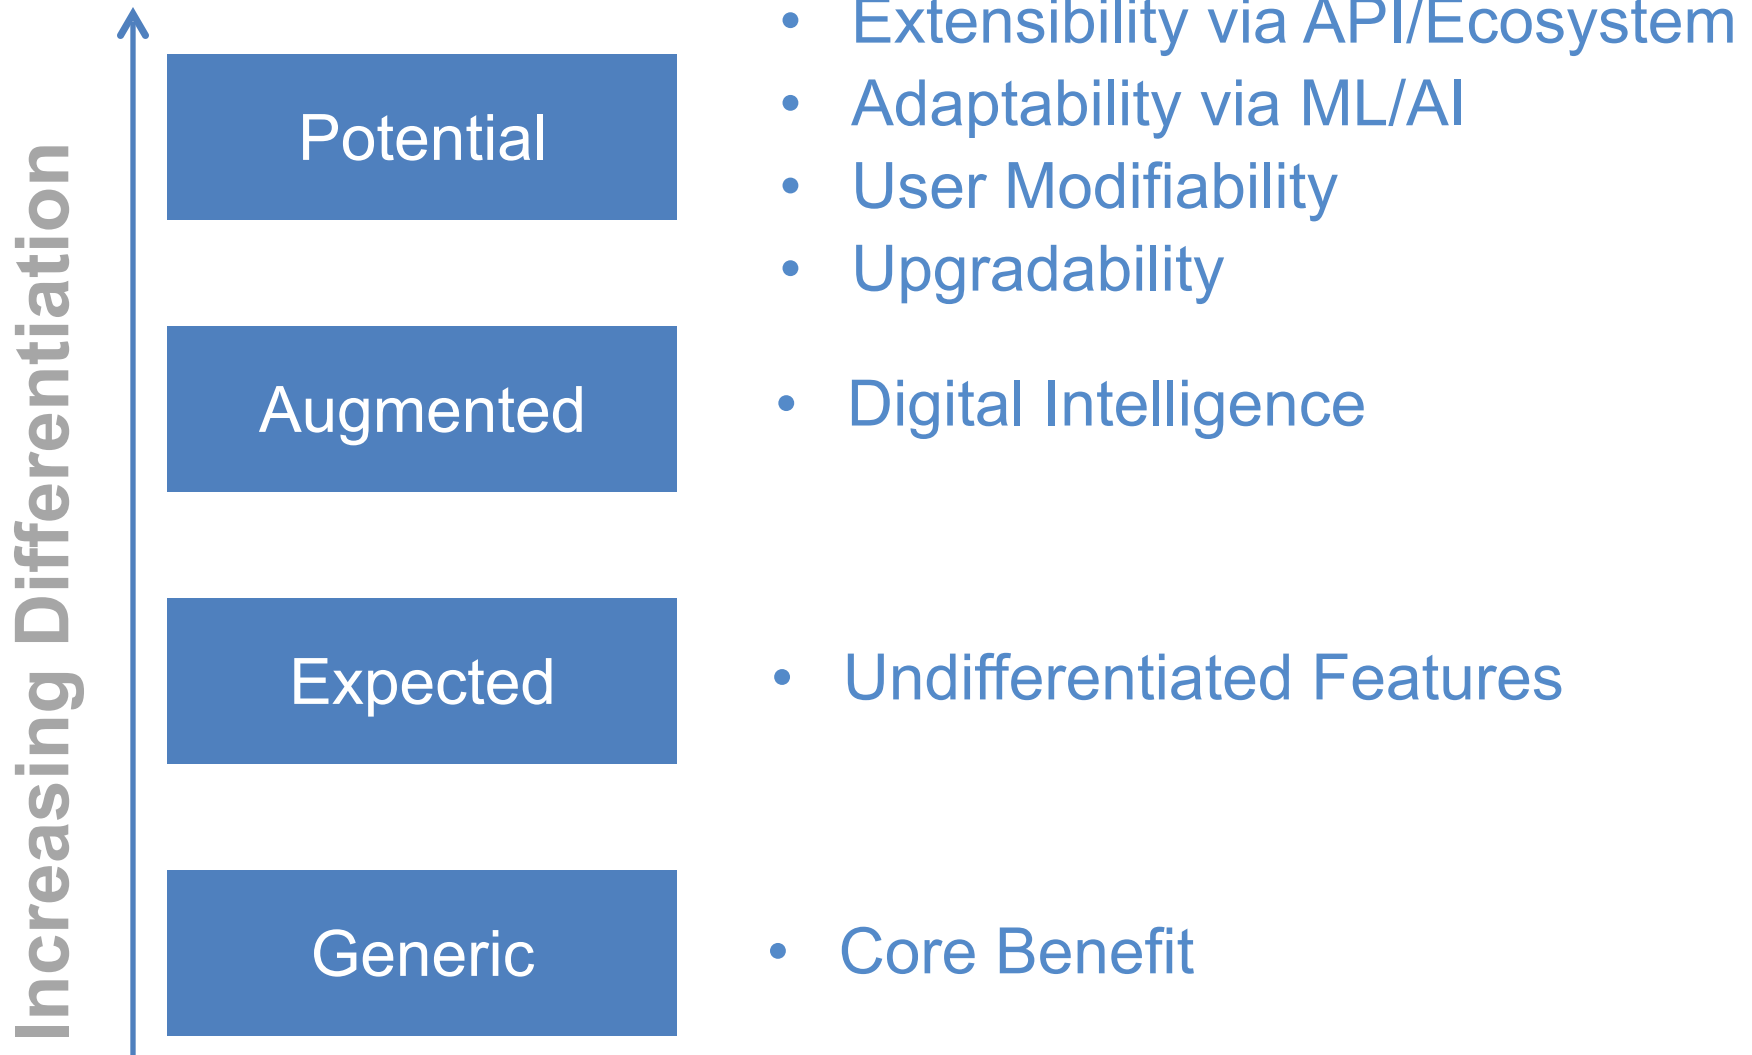 Increasing Differentiation
Potential
• Extensibility via API/Ecosystem
• Adaptability via ML/AI
• User Modifiability
• Upgradability
Augmented
• Digital Intelligence
Expected
• Undifferentiated Features
Generic
• Core Benefit